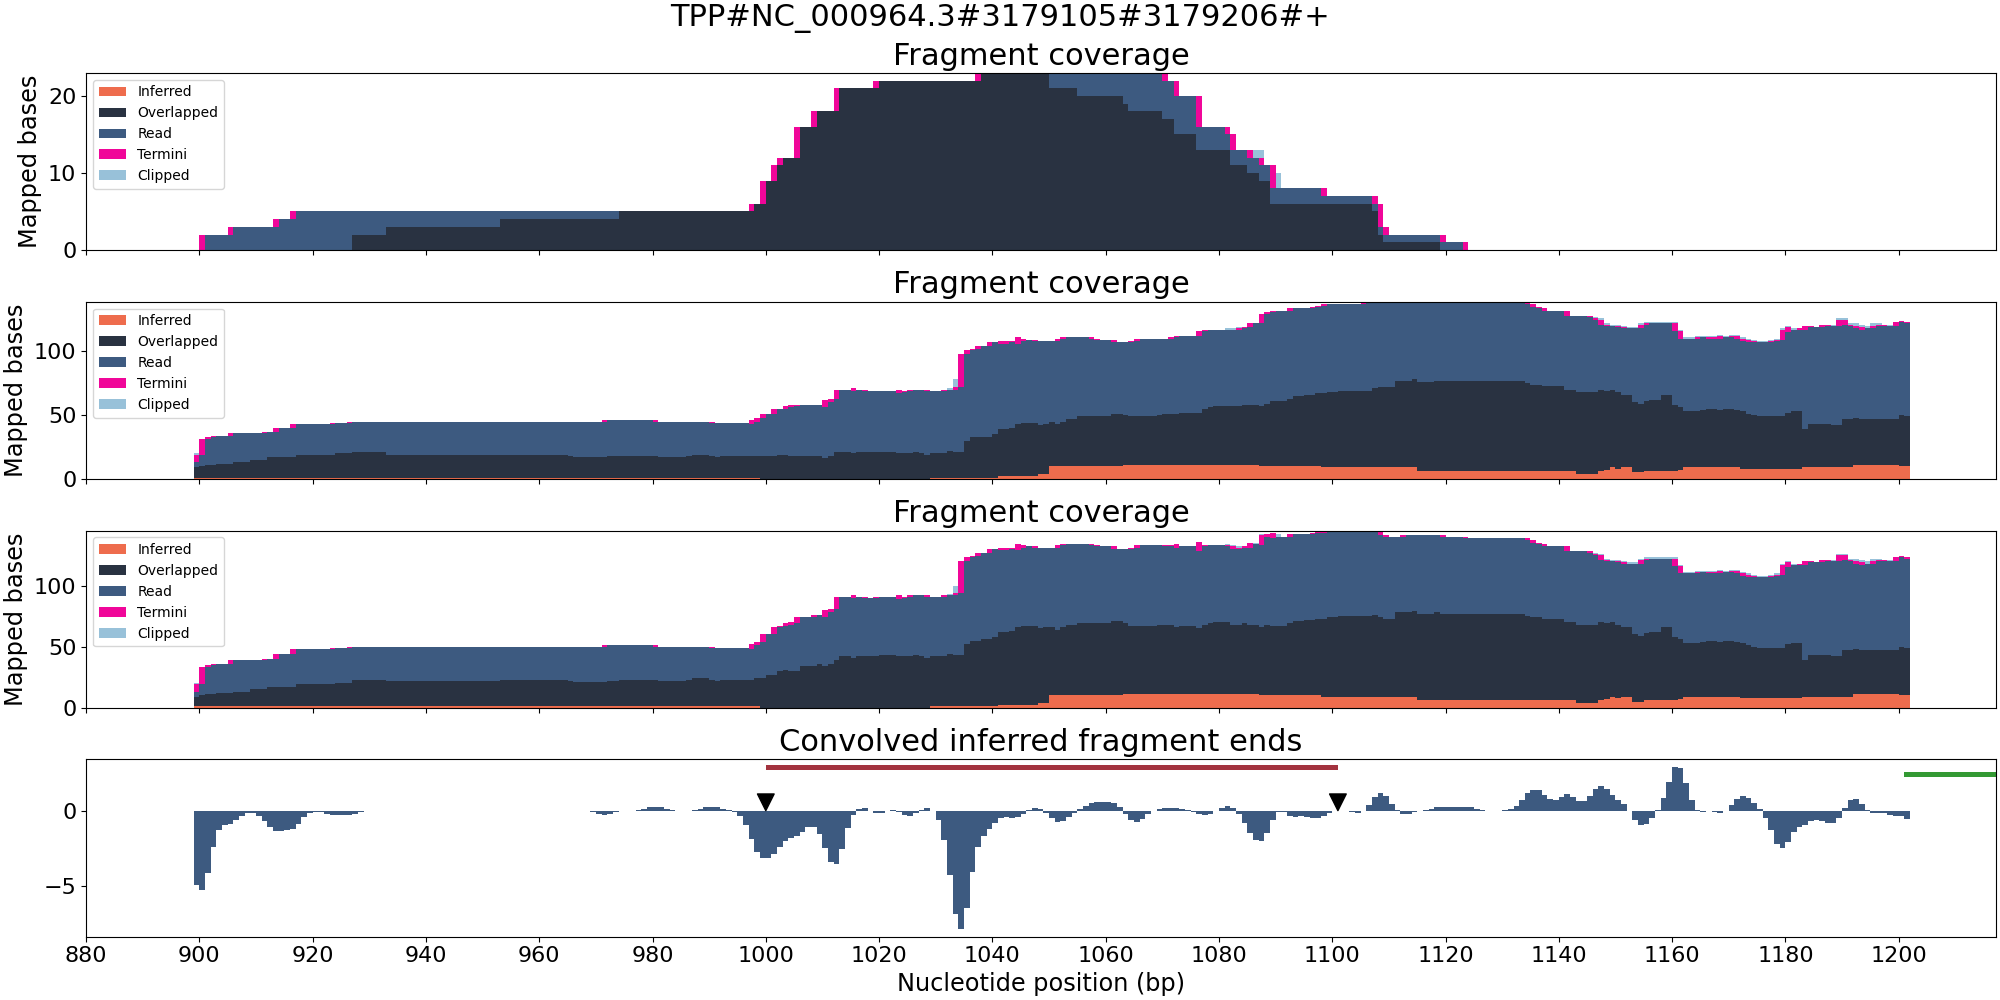 TPP#NC_000964.3#3179105#3179206#+
Fragment coverage
Mapped bases
20
10
0
Inferred
Overlapped
Read
Termini
Clipped
Fragment coverage
Mapped bases
100
50
0
Inferred
Overlapped
Read
Termini
Clipped
Fragment coverage
Mapped bases
100
50
0
Inferred
Overlapped
Read
Termini
Clipped
Convolved inferred fragment ends
0
−5
880 900 920 940 960 980 1000 1020 1040 1060 1080 1100 1120 1140 1160 1180 1200
Nucleotide position (bp)